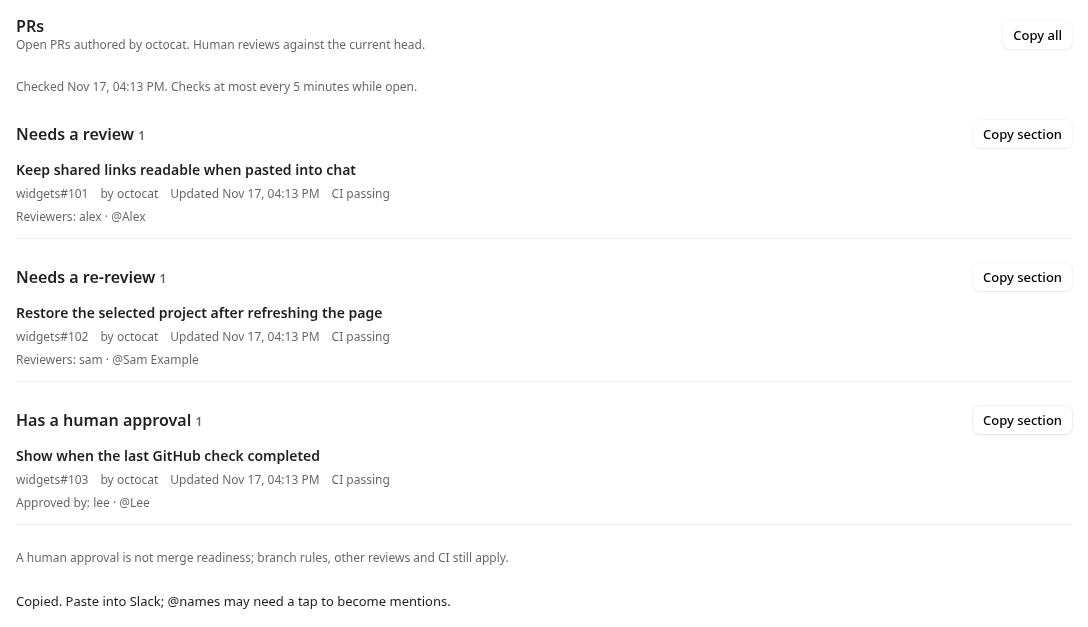 PRs
Copy all
Open PRs authored by octocat. Human reviews against the current head.
Checked Nov 17, 04:13 PM. Checks at most every 5 minutes while open.
Needs a review 1
Copy section
Keep shared links readable when pasted into chat
widgets#101 by octocat Updated Nov 17, 04:13 PM CI passing
Reviewers: alex · @Alex
Needs a re-review 1
Copy section
Restore the selected project after refreshing the page
widgets#102 by octocat Updated Nov 17, 04:13 PM CI passing
Reviewers: sam · @Sam Example
Has a human approval 1
Copy section
Show when the last GitHub check completed
widgets#103 by octocat Updated Nov 17, 04:13 PM CI passing
Approved by: lee · @Lee
A human approval is not merge readiness; branch rules, other reviews and CI still apply.
Copied. Paste into Slack; @names may need a tap to become mentions.